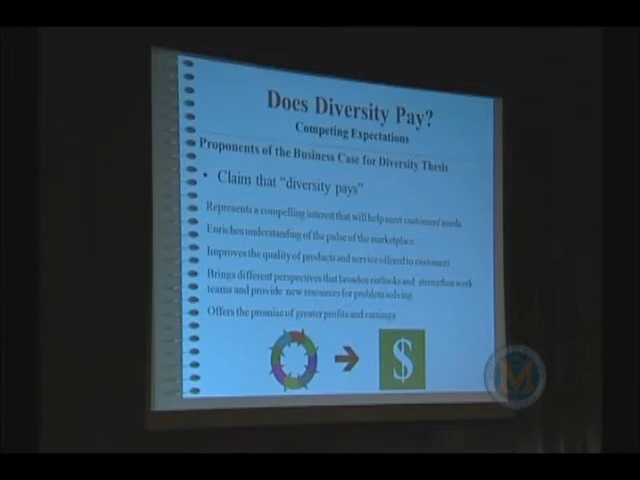 Does Diversity Pay?
Competing Expectations
Proponents of the Business Case for Diversity Thesis
• Claim that “diversity pays”
Represents a compelling interest that will help meet customers' needs
Enriches understanding of the pulse of the marketplace
Improves the quality of products and service offered to customers
Brings different perspectives that broaden outlooks and strengthen work
teams and provide new resources for problem solving
Offers the promise of greater profits and earnings
$
M